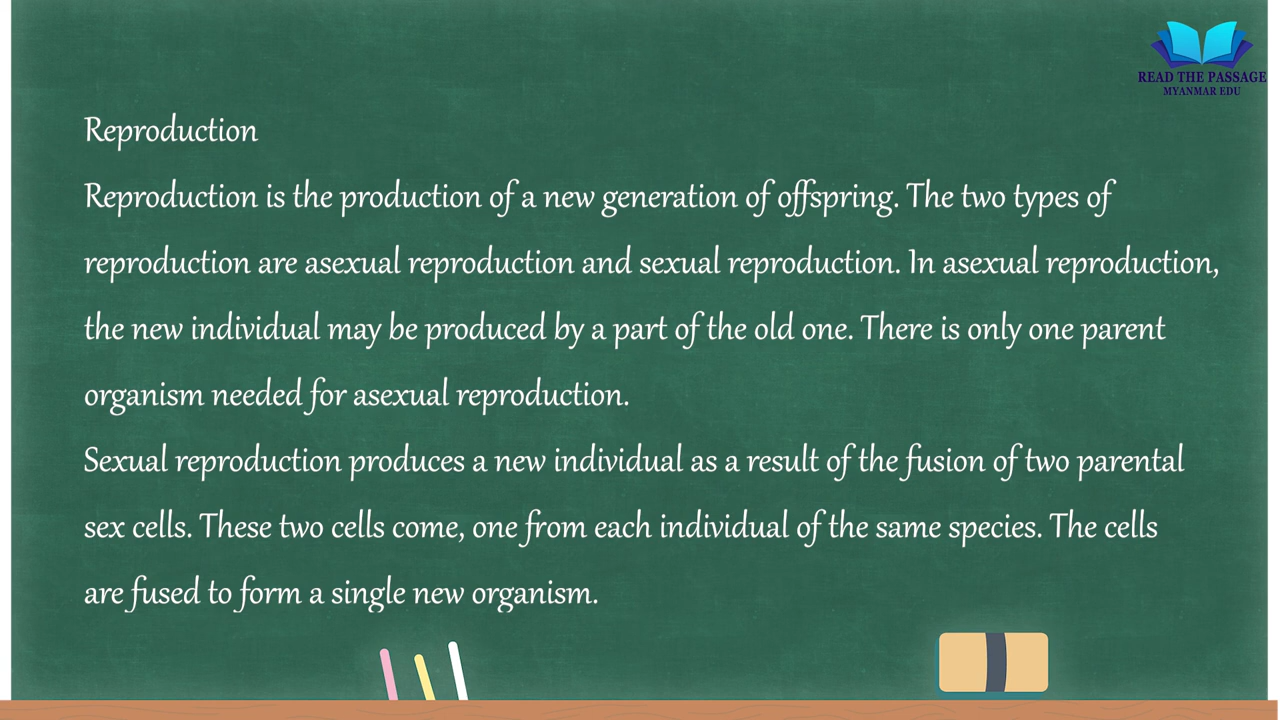 READ THE PASSAGE
MYANMAR EDU
Reproduction
Reproduction is the production of a new generation of offspring. The two types of
reproduction are asexual reproduction and sexual reproduction. In asexual reproduction,
the new individual may be produced by a part of the old one. There is only one parent
organism needed for asexual reproduction.
Sexual reproduction produces a new individual as a result of the fusion of two parental
sex cells. These two cells come, one from each individual of the same species. The cells
are fused to form a single new organism.